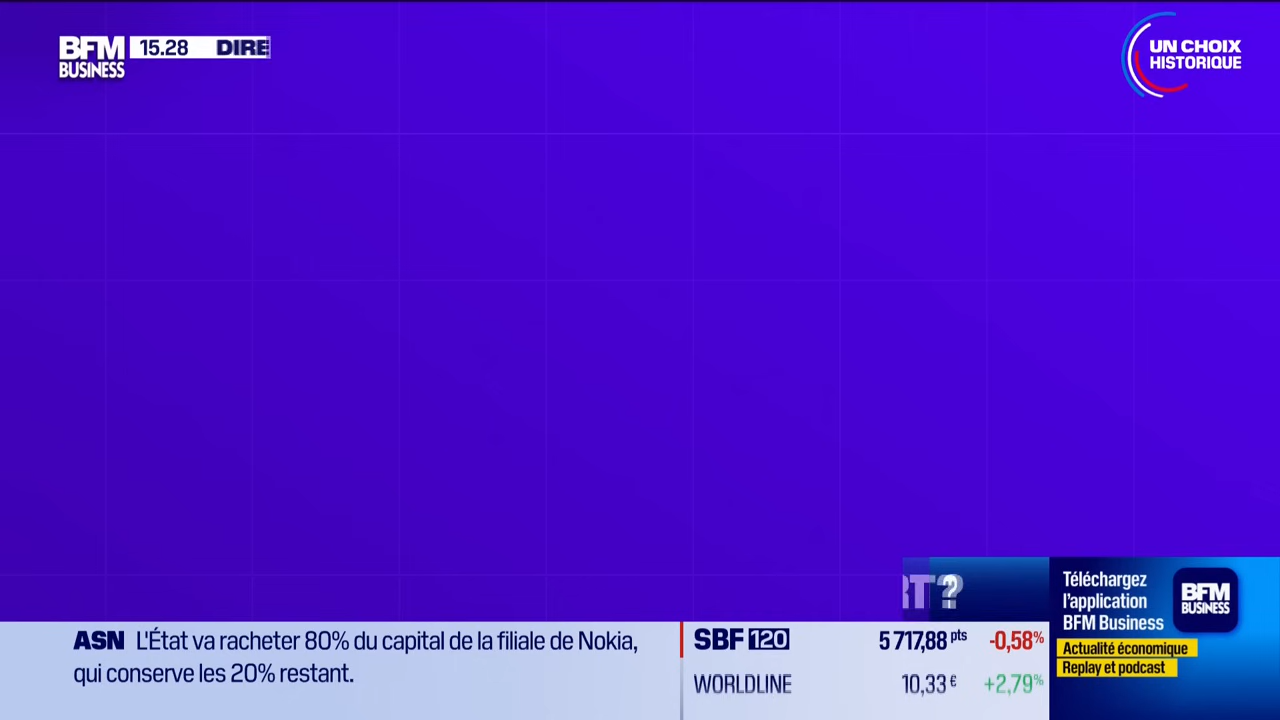 BFM
BUSINESS
15.28 DIRE
UN CHOIX
HISTORIQUE
RT?
Téléchargez
l'application
BFM Business
BFM
BUSINESS
Actualité économique
Replay et podcast
ASN L'État va racheter 80% du capital de la filiale de Nokia,
qui conserve les 20% restant.
SBF 120 5 717,88 pts -0,58%
WORLDLINE 10,33 € +2,79%